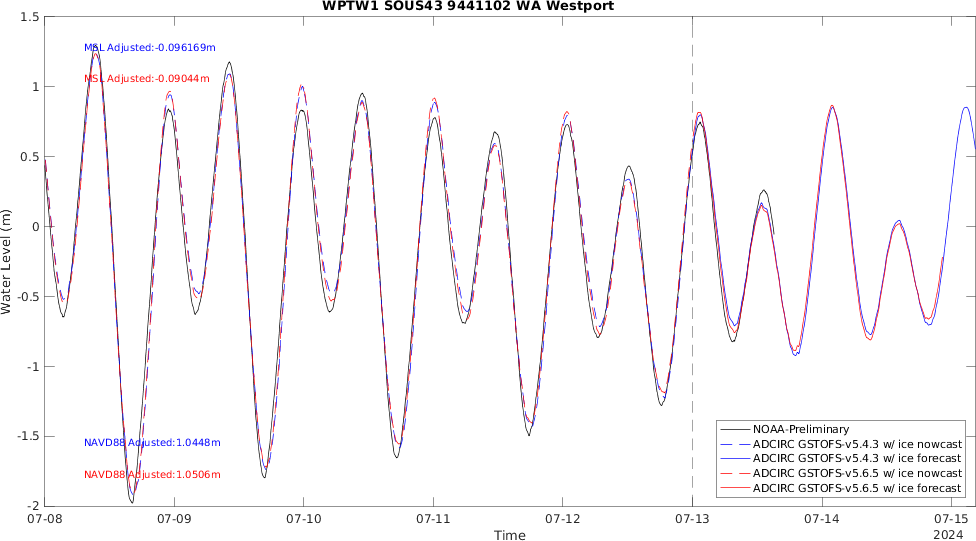 WPTW1 SOUS43 9441102 WA Westport
1.5
1
0.5
0
-0.5
-1
-1.5
-2
Water Level (m)
MSL Adjusted:-0.096169m
MSL Adjusted:-0.09044m
NAVD88 Adjusted:1.0448m
NAVD88 Adjusted:1.0506m
NOAA-Preliminary
ADCIRC GSTOFS-v5.4.3 w/ ice nowcast
ADCIRC GSTOFS-v5.4.3 w/ ice forecast
ADCIRC GSTOFS-v5.6.5 w/ ice nowcast
ADCIRC GSTOFS-v5.6.5 w/ ice forecast
07-08 07-09 07-10 07-11 07-12 07-13 07-14 07-15
Time
2024